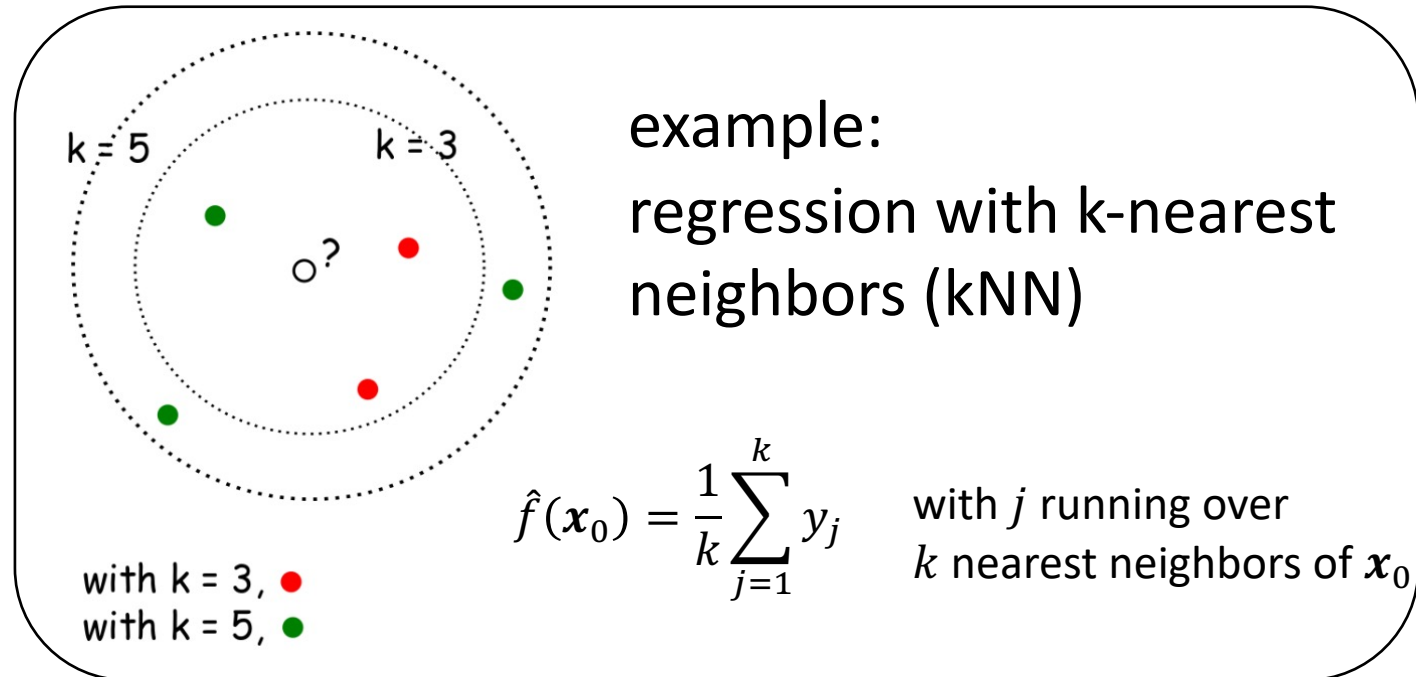 k = 5
k = 3
?
with k = 3,
with k = 5,
example:
regression with k-nearest
neighbors (kNN)
f̂(𝒙₀) = 1/k ∑_{j=1}^{k} y_j
with j running over
k nearest neighbors of 𝒙₀